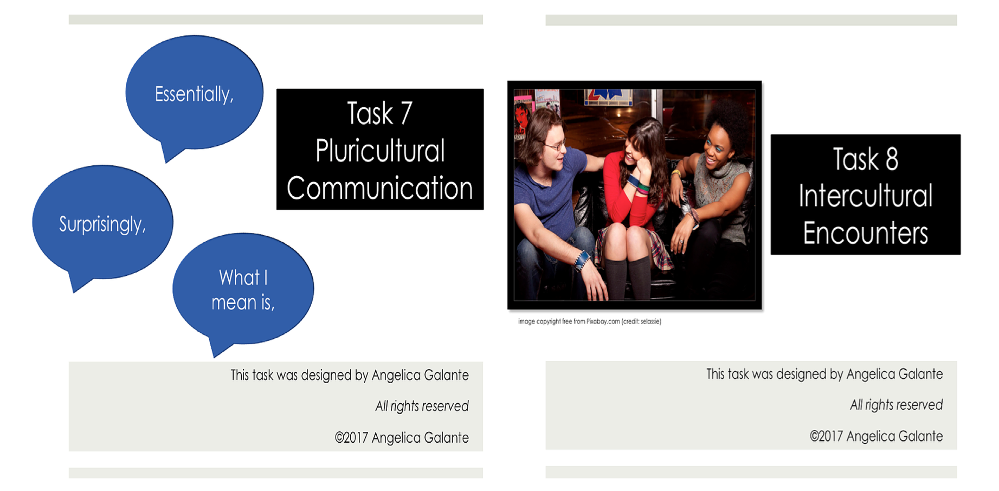 Essentially,
Surprisingly,
What I
mean is,
Task 7
Pluricultural
Communication
This task was designed by Angelica Galante
All rights reserved
©2017 Angelica Galante
Task 8
Intercultural
Encounters
image copyright free from Pixabay.com (credit: selassie)
This task was designed by Angelica Galante
All rights reserved
©2017 Angelica Galante